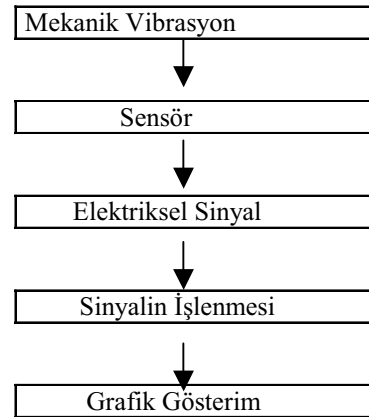 Mekanik Vibrasyon
Sensör
Elektriksel Sinyal
Sinyalin İşlenmesi
Grafik Gösterim